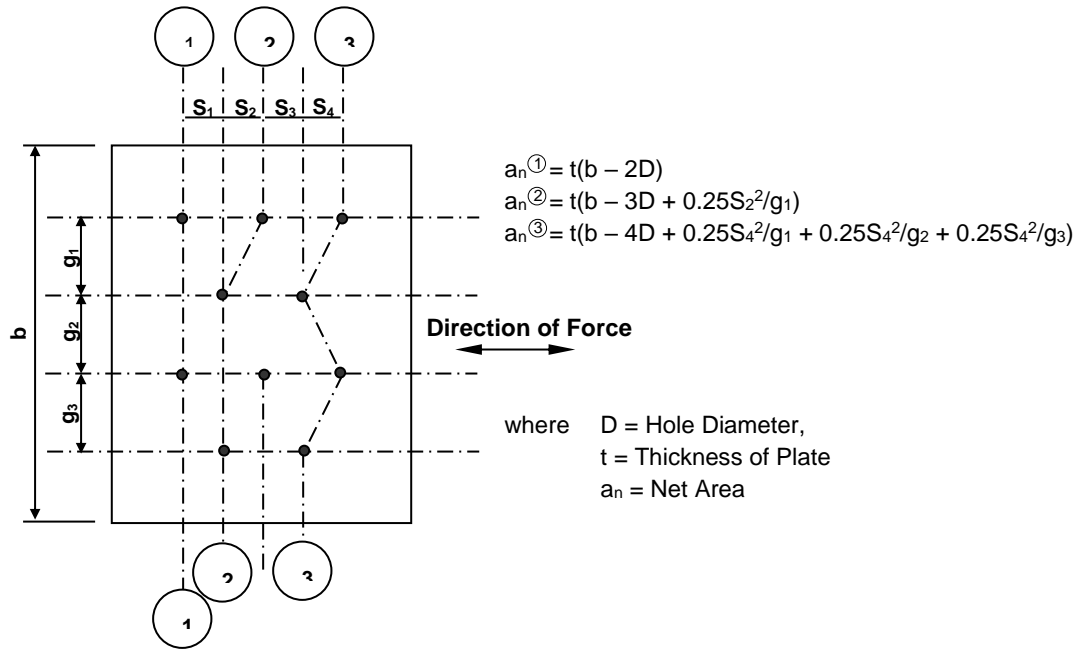 1 2 3
S₁ S₂ S₃ S₄
aₙ① = t(b – 2D)
aₙ② = t(b – 3D + 0.25S₂²/g₁)
aₙ③ = t(b – 4D + 0.25S₄²/g₁ + 0.25S₄²/g₂ + 0.25S₄²/g₃)
g₁
b
g₂
Direction of Force
g₃
where D = Hole Diameter,
t = Thickness of Plate
aₙ = Net Area
2 3
1